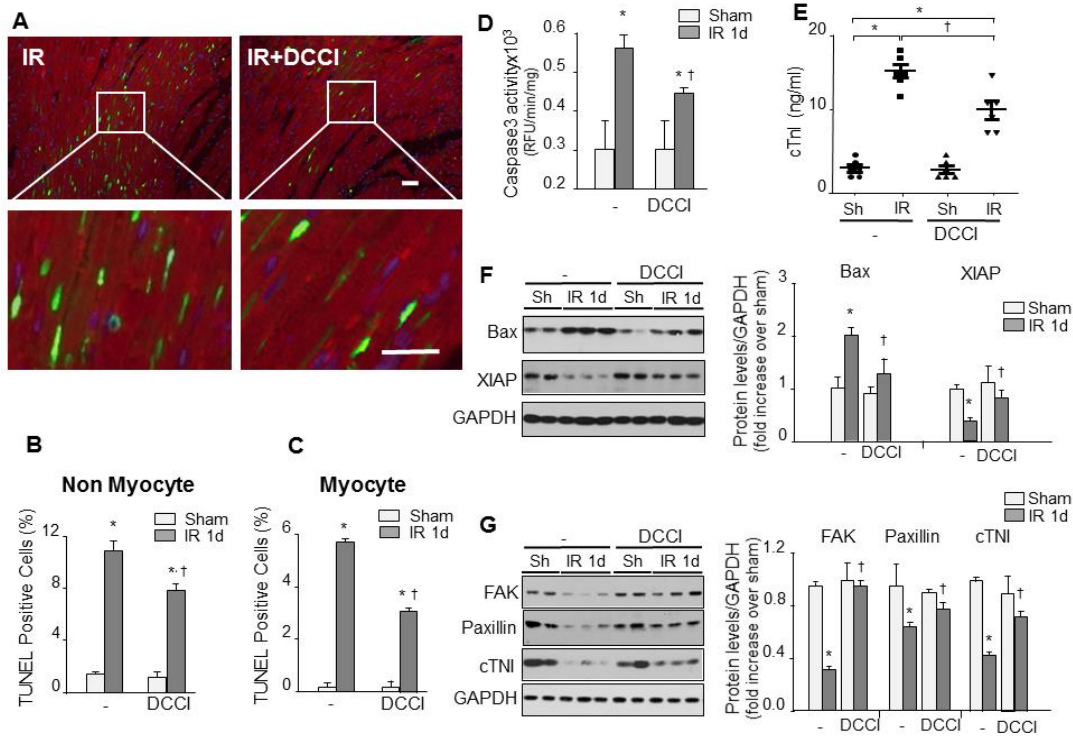 A
IR
IR+DCCI
B
Non Myocyte
TUNEL Positive Cells (%)
12
8
4
0
Sham
IR 1d
*
*,†
-
DCCI
C
Myocyte
TUNEL Positive Cells (%)
6
4
2
0
Sham
IR 1d
*
* †
-
DCCI
D
Caspase3 activityx10³
(RFU/min/mg)
0.6
0.4
0.3
0.2
Sham
IR 1d
*
* †
-
DCCI
E
cTnI (ng/ml)
20
10
0
*
*
†
Sh
IR
Sh
IR
-
DCCI
F
-
DCCI
Sh
IR 1d
Sh
IR 1d
Bax
XIAP
GAPDH
Protein levels/GAPDH
(fold increase over sham)
3
2
1
0
Bax
XIAP
Sham
IR 1d
*
†
*
†
-
DCCI
-
DCCI
G
-
DCCI
Sh
IR 1d
Sh
IR 1d
FAK
Paxillin
cTNI
GAPDH
Protein levels/GAPDH
(fold increase over sham)
1.2
0.8
0.4
0
Sham
IR 1d
FAK
Paxillin
cTNI
*
†
*
†
*
†
-
DCCI
-
DCCI
-
DCCI